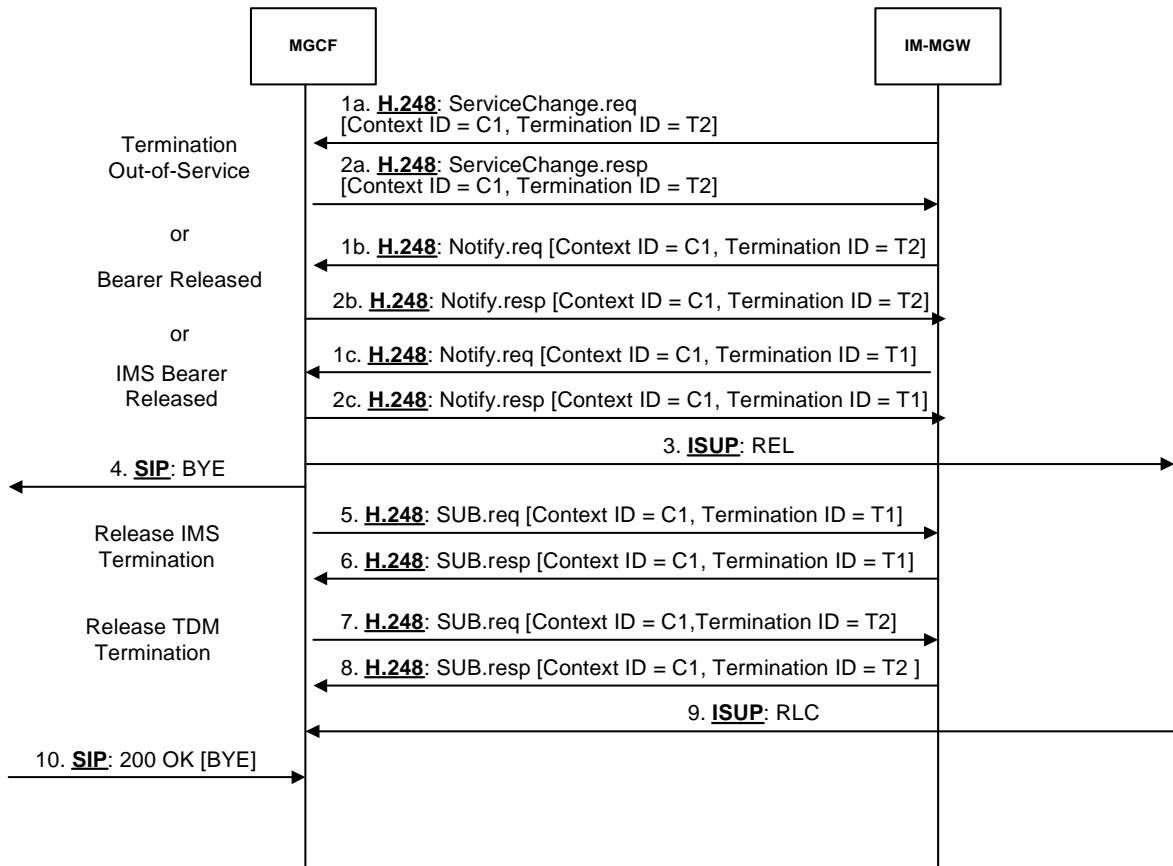 MGCF
IM-MGW
1a. H.248: ServiceChange.req
[Context ID = C1, Termination ID = T2]
Termination
Out-of-Service
2a. H.248: ServiceChange.resp
[Context ID = C1, Termination ID = T2]
or
1b. H.248: Notify.req [Context ID = C1, Termination ID = T2]
Bearer Released
2b. H.248: Notify.resp [Context ID = C1, Termination ID = T2]
or
1c. H.248: Notify.req [Context ID = C1, Termination ID = T1]
IMS Bearer
Released
2c. H.248: Notify.resp [Context ID = C1, Termination ID = T1]
3. ISUP: REL
4. SIP: BYE
5. H.248: SUB.req [Context ID = C1, Termination ID = T1]
Release IMS
Termination
6. H.248: SUB.resp [Context ID = C1, Termination ID = T1]
7. H.248: SUB.req [Context ID = C1,Termination ID = T2]
Release TDM
Termination
8. H.248: SUB.resp [Context ID = C1, Termination ID = T2 ]
9. ISUP: RLC
10. SIP: 200 OK [BYE]